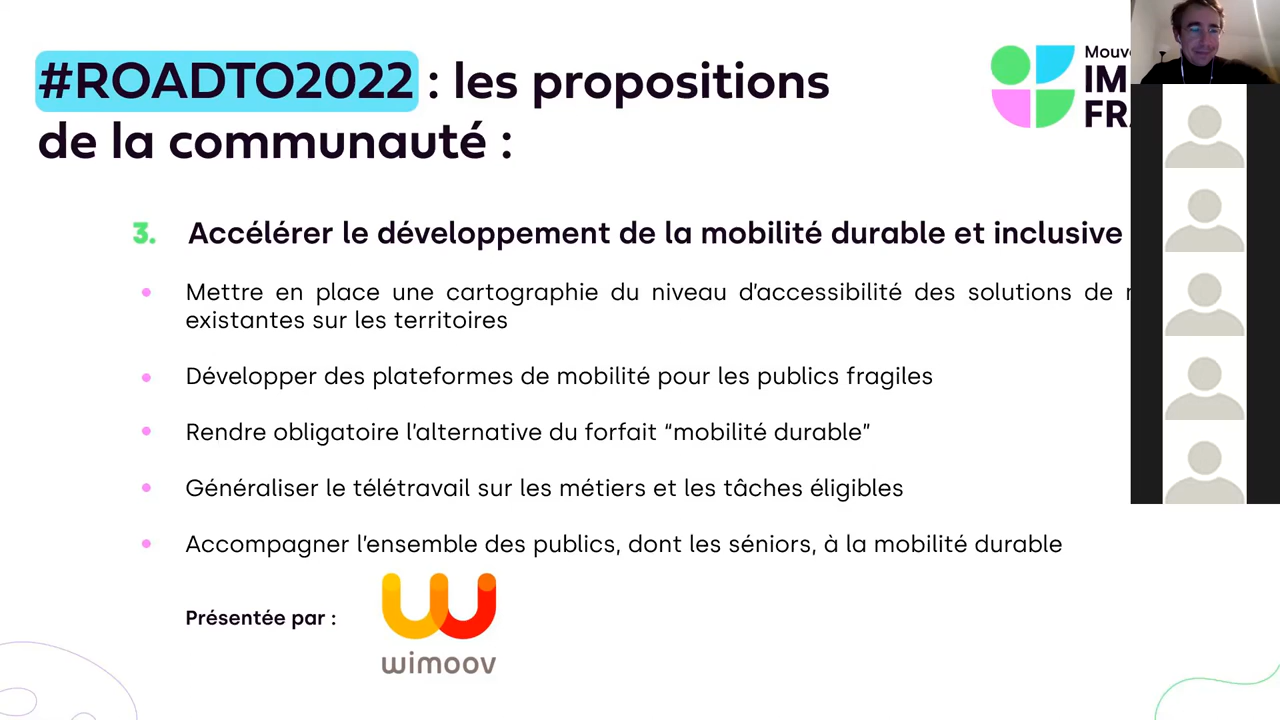 #ROADTO2022 : les propositions
de la communauté :
3. Accélérer le développement de la mobilité durable et inclusive
Mettre en place une cartographie du niveau d’accessibilité des solutions de
existantes sur les territoires
Développer des plateformes de mobilité pour les publics fragiles
Rendre obligatoire l’alternative du forfait “mobilité durable”
Généraliser le télétravail sur les métiers et les tâches éligibles
Accompagner l’ensemble des publics, dont les séniors, à la mobilité durable
Présentée par :
wimoov